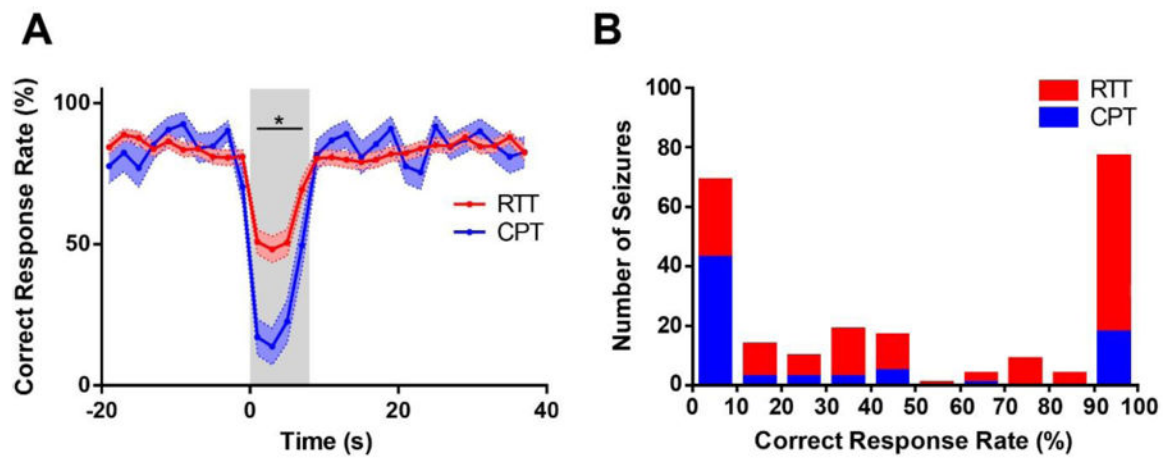 A
Correct Response Rate (%)
100
50
0
*
RTT
CPT
-20
0
20
40
Time (s)
B
Number of Seizures
100
80
60
40
20
0
RTT
CPT
0 10 20 30 40 50 60 70 80 90 100
Correct Response Rate (%)